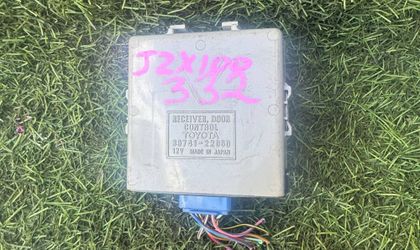 JZX100
332
RECEIVER, DOOR
CONTROL
TOYOTA
89741-22080
12V MADE IN JAPAN